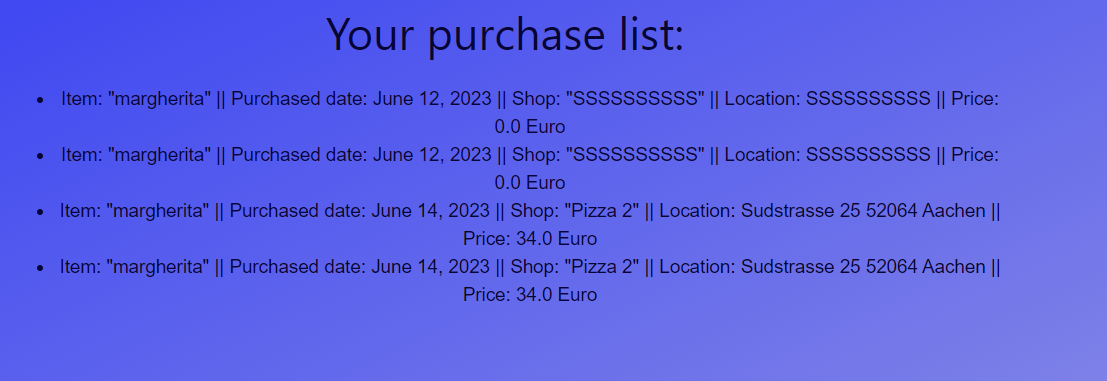 Your purchase list:
Item: "margherita" || Purchased date: June 12, 2023 || Shop: "SSSSSSSSSS" || Location: SSSSSSSSSS || Price:
0.0 Euro
Item: "margherita" || Purchased date: June 12, 2023 || Shop: "SSSSSSSSSS" || Location: SSSSSSSSSS || Price:
0.0 Euro
Item: "margherita" || Purchased date: June 14, 2023 || Shop: "Pizza 2" || Location: Sudstrasse 25 52064 Aachen ||
Price: 34.0 Euro
Item: "margherita" || Purchased date: June 14, 2023 || Shop: "Pizza 2" || Location: Sudstrasse 25 52064 Aachen ||
Price: 34.0 Euro